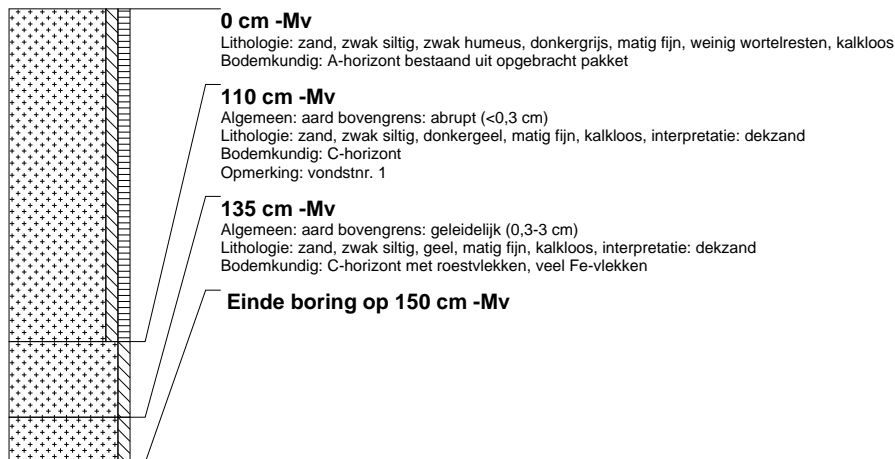 0 cm -Mv
Lithologie: zand, zwak siltig, zwak humeus, donkergrijs, matig fijn, weinig wortelresten, kalkloos
Bodemkundig: A-horizont bestaand uit opgebracht pakket
110 cm -Mv
Algemeen: aard bovengrens: abrupt (<0,3 cm)
Lithologie: zand, zwak siltig, donkergeel, matig fijn, kalkloos, interpretatie: dekzand
Bodemkundig: C-horizont
Opmerking: vondstnr. 1
135 cm -Mv
Algemeen: aard bovengrens: geleidelijk (0,3-3 cm)
Lithologie: zand, zwak siltig, geel, matig fijn, kalkloos, interpretatie: dekzand
Bodemkundig: C-horizont met roestvlekken, veel Fe-vlekken
Einde boring op 150 cm -Mv